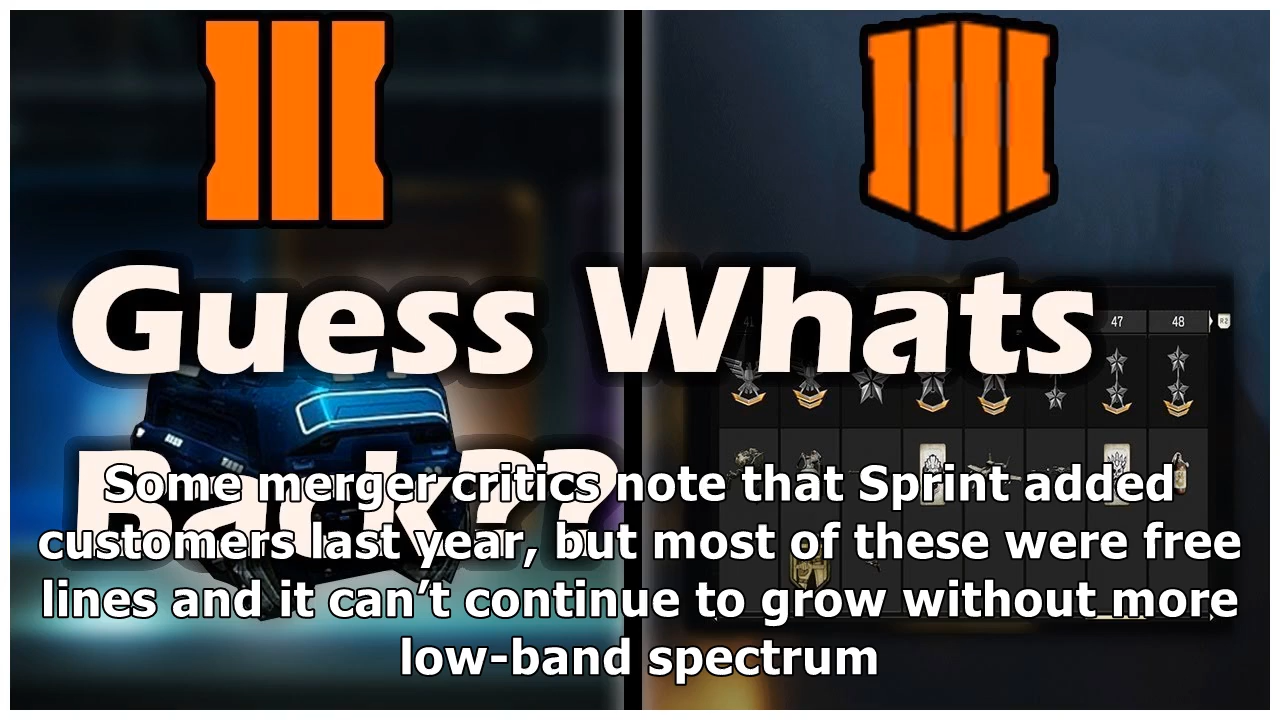 Guess Whats
Back??
47 48
R2
Some merger critics note that Sprint added
customers last year, but most of these were free
lines and it can’t continue to grow without more
low-band spectrum